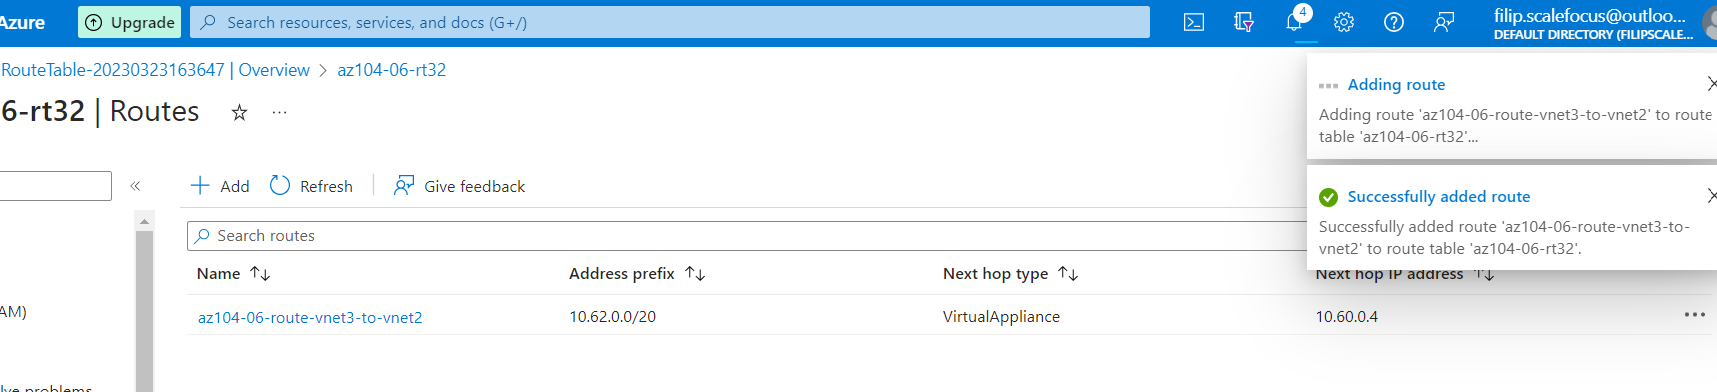 Azure
Upgrade
Search resources, services, and docs (G+/)
4
filip.scalefocus@outloo...
DEFAULT DIRECTORY (FILIPSCALE...
RouteTable-20230323163647 | Overview > az104-06-rt32
6-rt32 | Routes
Adding route
Adding route 'az104-06-route-vnet3-to-vnet2' to route
table 'az104-06-rt32'...
Add
Refresh
Give feedback
Successfully added route
Successfully added route 'az104-06-route-vnet3-to-
vnet2' to route table 'az104-06-rt32'.
Search routes
Name Address prefix Next hop type Next hop IP address
az104-06-route-vnet3-to-vnet2 10.62.0.0/20 VirtualAppliance 10.60.0.4
AM)
lve problems